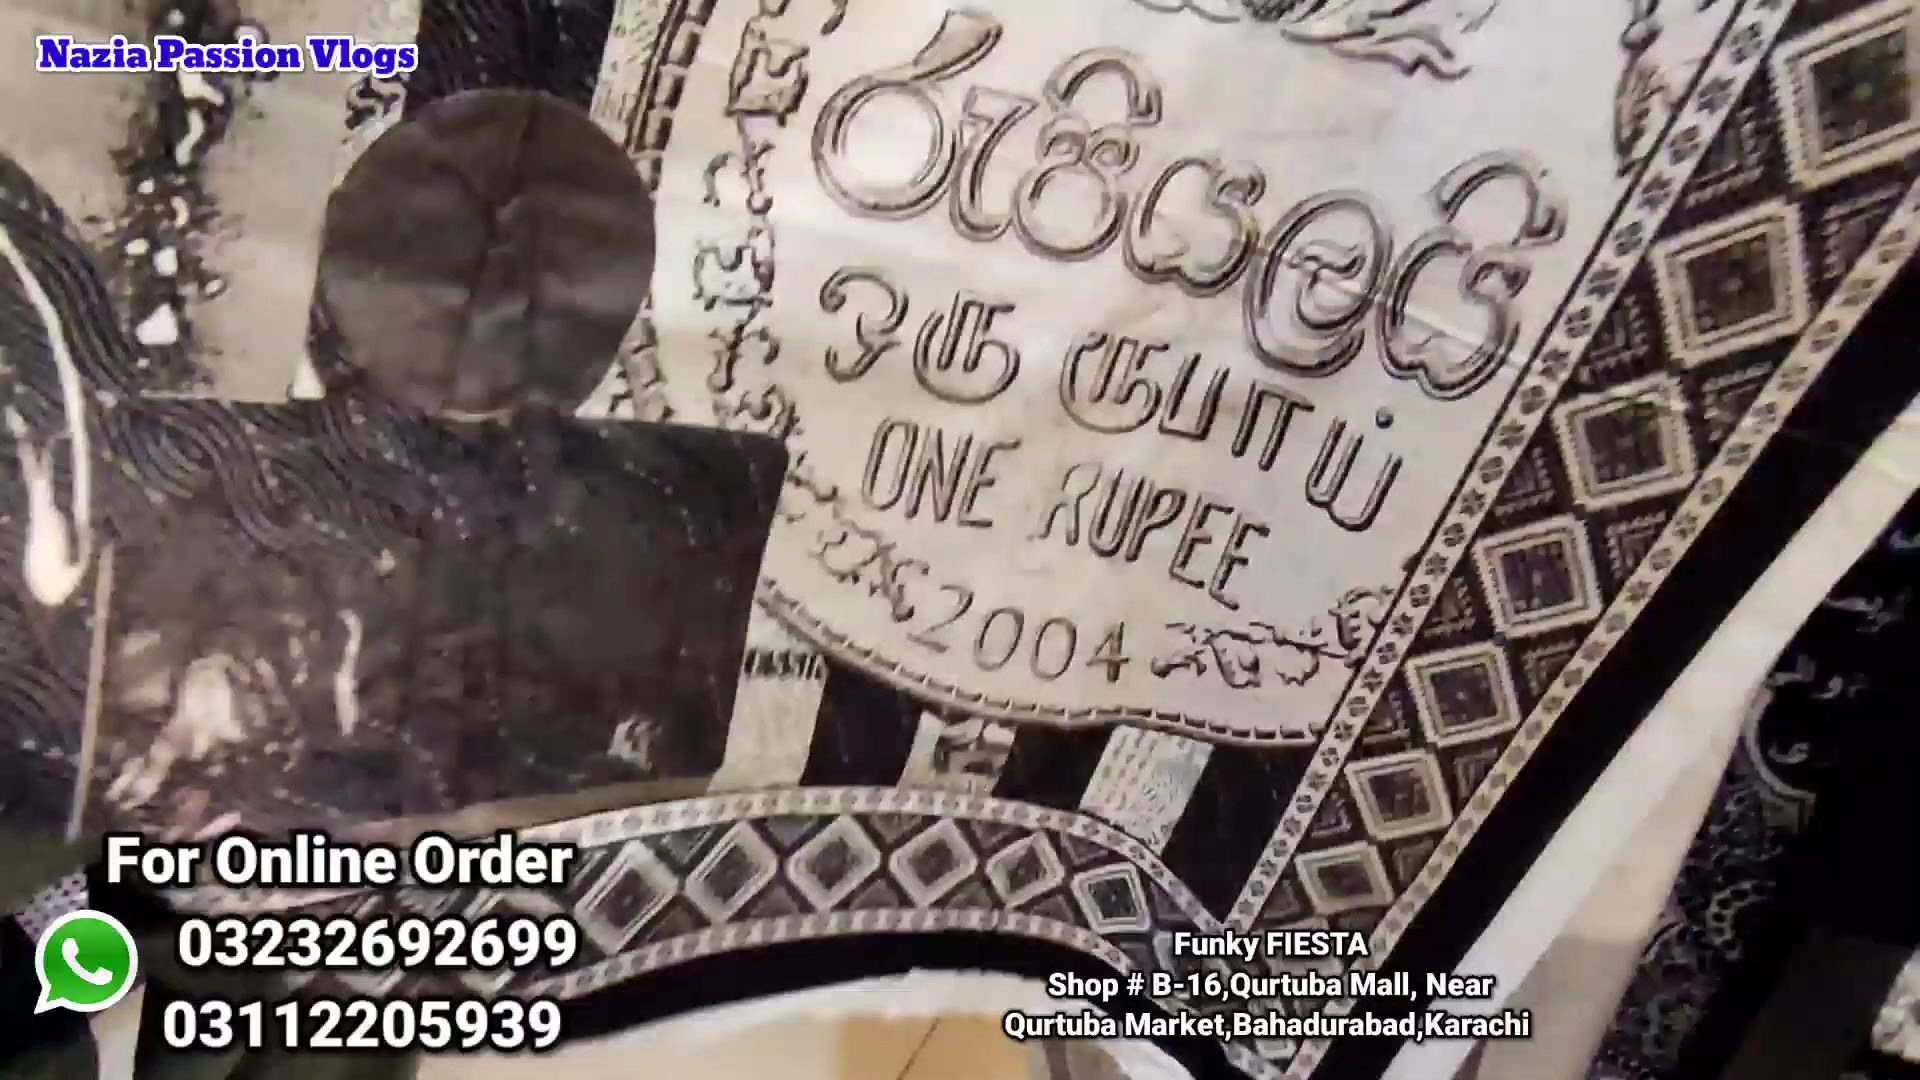 Nazia Passion Vlogs
රුපියලයි
ஒரு ரூபாய்
ONE RUPEE
2004
For Online Order
03232692699
03112205939
Funky FIESTA
Shop # B-16,Qurtuba Mall, Near
Qurtuba Market,Bahadurabad,Karachi